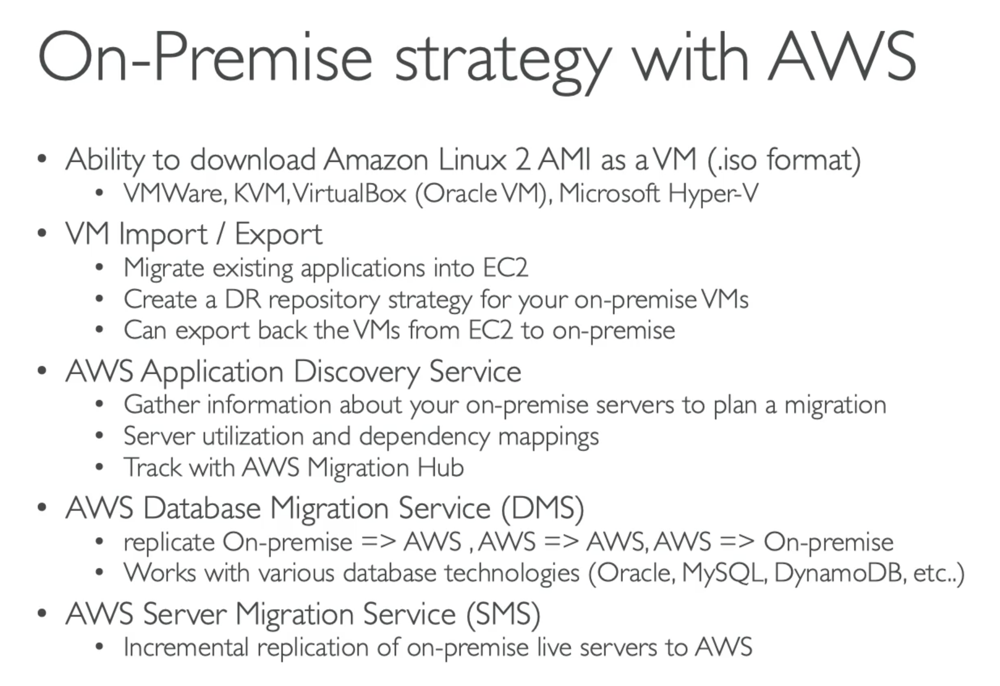 On-Premise strategy with AWS
• Ability to download Amazon Linux 2 AMI as a VM (.iso format)
• VMWare, KVM, VirtualBox (Oracle VM), Microsoft Hyper-V
• VM Import / Export
• Migrate existing applications into EC2
• Create a DR repository strategy for your on-premise VMs
• Can export back the VMs from EC2 to on-premise
• AWS Application Discovery Service
• Gather information about your on-premise servers to plan a migration
• Server utilization and dependency mappings
• Track with AWS Migration Hub
• AWS Database Migration Service (DMS)
• replicate On-premise => AWS , AWS => AWS, AWS => On-premise
• Works with various database technologies (Oracle, MySQL, DynamoDB, etc..)
• AWS Server Migration Service (SMS)
• Incremental replication of on-premise live servers to AWS